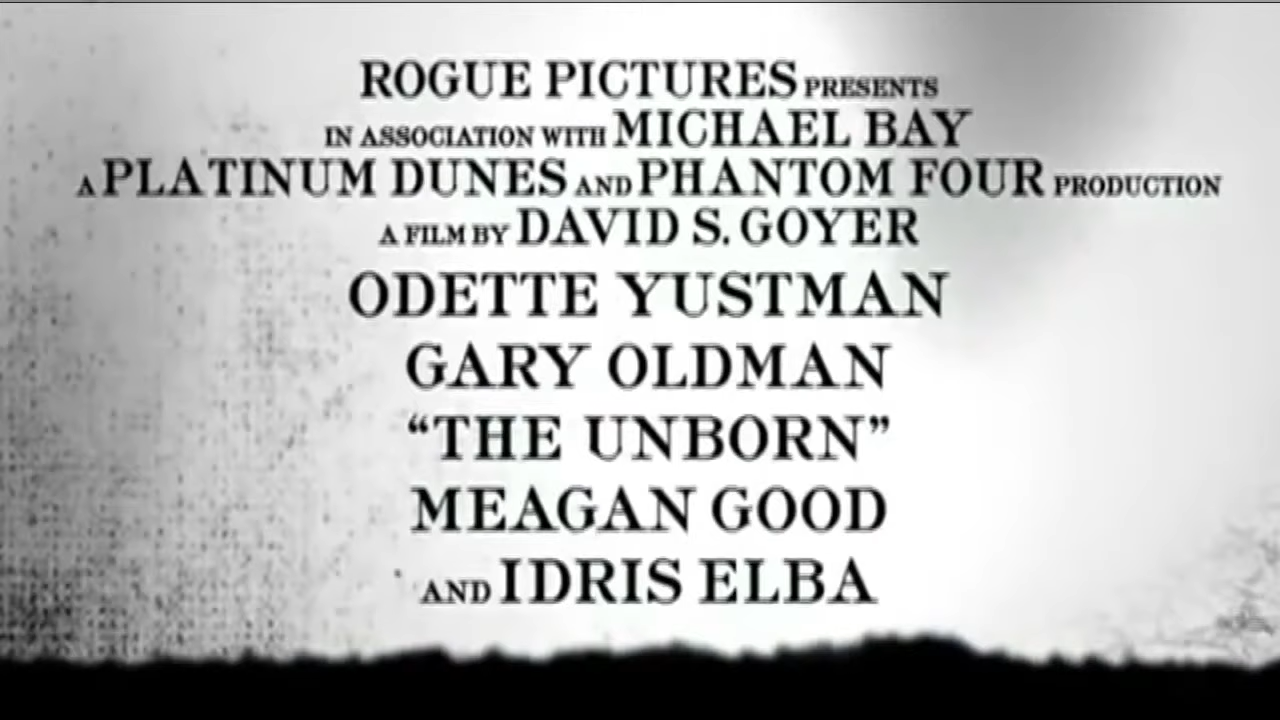 ROGUE PICTURES PRESENTS
IN ASSOCIATION WITH MICHAEL BAY
A PLATINUM DUNES AND PHANTOM FOUR PRODUCTION
A FILM BY DAVID S. GOYER
ODETTE YUSTMAN
GARY OLDMAN
“THE UNBORN”
MEAGAN GOOD
AND IDRIS ELBA